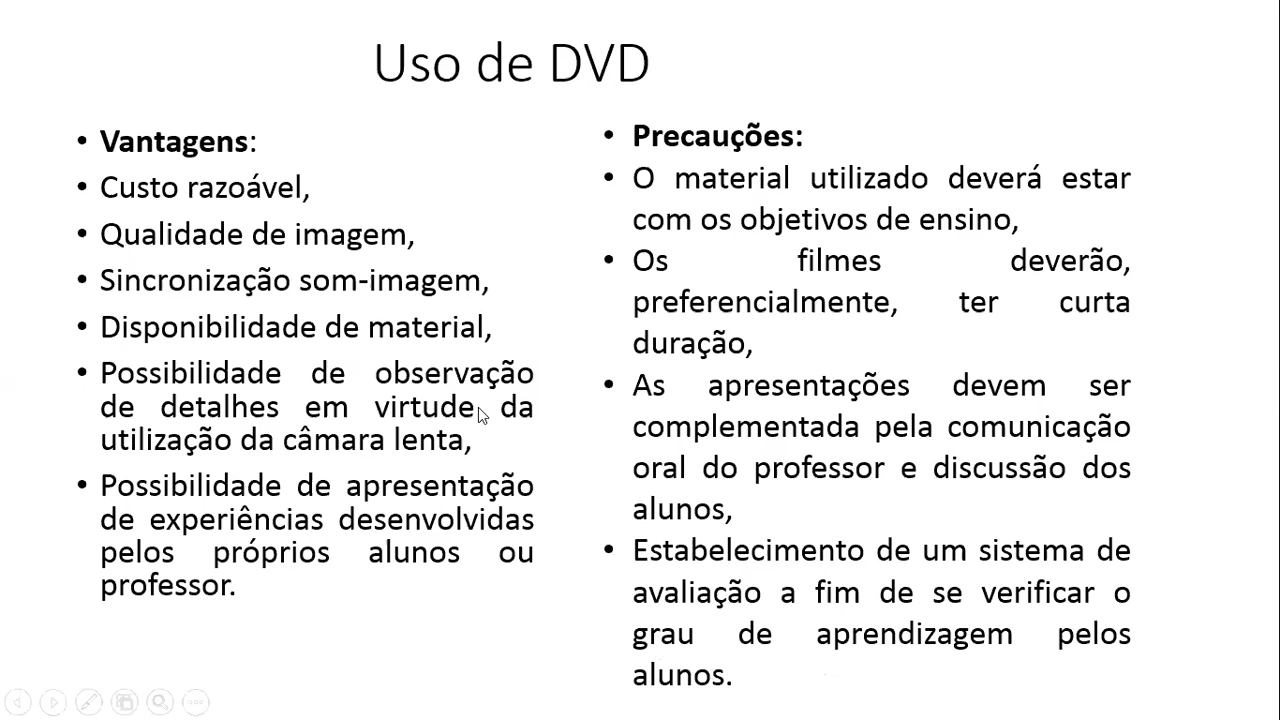 Uso de DVD
• Vantagens:
• Custo razoável,
• Qualidade de imagem,
• Sincronização som-imagem,
• Disponibilidade de material,
• Possibilidade de observação
de detalhes em virtude da
utilização da câmara lenta,
• Possibilidade de apresentação
de experiências desenvolvidas
pelos próprios alunos ou
professor.
• Precauções:
• O material utilizado deverá estar
com os objetivos de ensino,
• Os filmes deverão,
preferencialmente, ter curta
duração,
• As apresentações devem ser
complementada pela comunicação
oral do professor e discussão dos
alunos,
• Estabelecimento de um sistema de
avaliação a fim de se verificar o
grau de aprendizagem pelos
alunos.